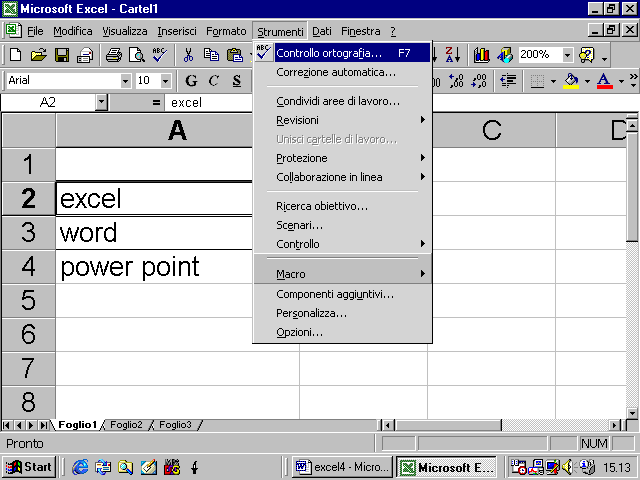 Microsoft Excel - Cartel1
File Modifica Visualizza Inserisci Formato Strumenti Dati Finestra ?
ABC 200% »
Arial 10 G C S »
A2 = excel
A C D
1
2 excel
3 word
4 power point
5
6
7
8
ABC Controllo ortografia... F7
Correzione automatica...
Condividi aree di lavoro...
Revisioni
Unisci cartelle di lavoro...
Protezione
Collaborazione in linea
Ricerca obiettivo...
Scenari...
Controllo
Macro
Componenti aggiuntivi...
Personalizza...
Opzioni...
Foglio1 Foglio2 Foglio3
Pronto NUM
Start excel4 - Micro... Microsoft E... 15.13